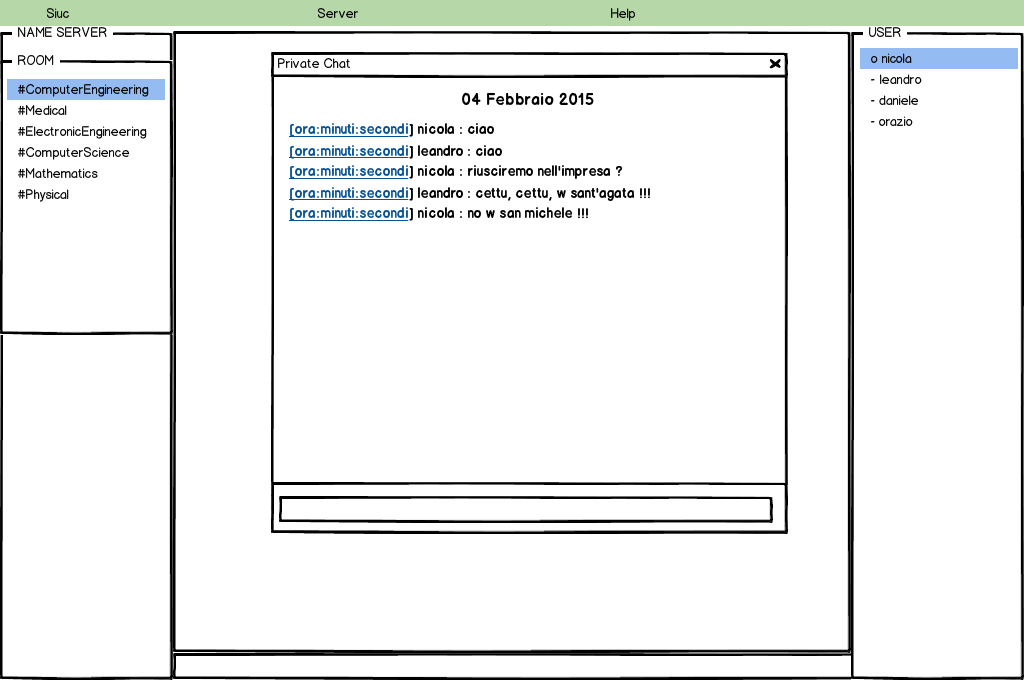 Siuc Server Help
NAME SERVER
ROOM
#ComputerEngineering
#Medical
#ElectronicEngineering
#ComputerScience
#Mathematics
#Physical
Private Chat
04 Febbraio 2015
[ora:minuti:secondi] nicola : ciao
[ora:minuti:secondi] leandro : ciao
[ora:minuti:secondi] nicola : riusciremo nell'impresa ?
[ora:minuti:secondi] leandro : cettu, cettu, w sant'agata !!!
[ora:minuti:secondi] nicola : no w san michele !!!
USER
o nicola
- leandro
- daniele
- orazio